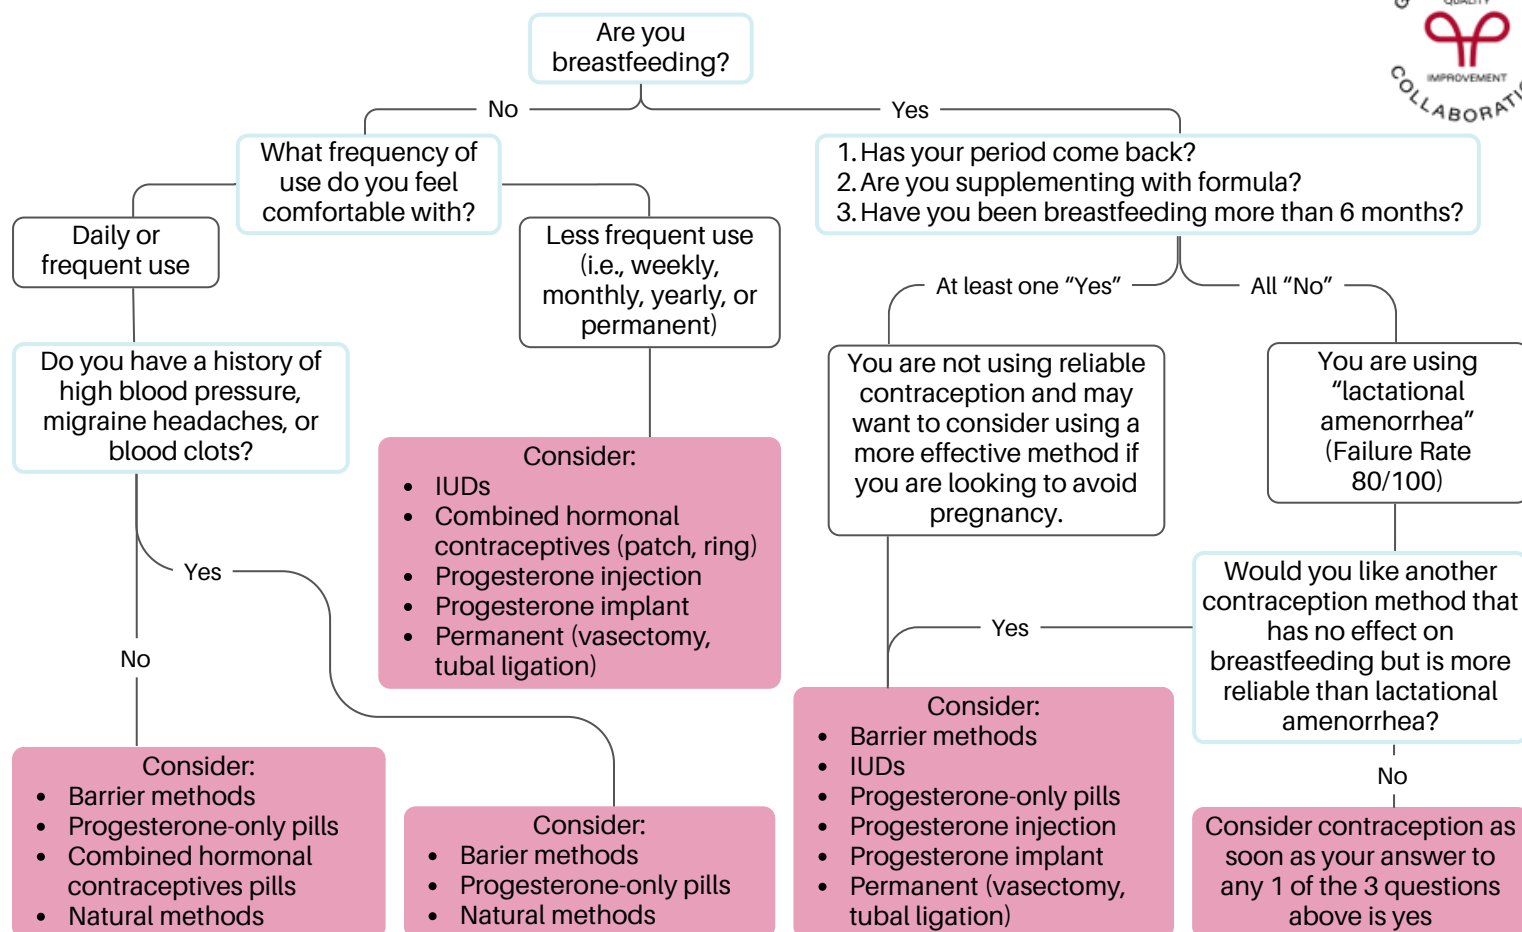 QUALITY
IMPROVEMENT
Are you
breastfeeding?
No
Yes
What frequency of
use do you feel
comfortable with?
1. Has your period come back?
2. Are you supplementing with formula?
3. Have you been breastfeeding more than 6 months?
Daily or
frequent use
Less frequent use
(i.e., weekly,
monthly, yearly, or
permanent)
At least one “Yes”
All “No”
Do you have a history of
high blood pressure,
migraine headaches, or
blood clots?
You are not using reliable
contraception and may
want to consider using a
more effective method if
you are looking to avoid
pregnancy.
You are using
“lactational
amenorrhea”
(Failure Rate
80/100)
Consider:
• IUDs
• Combined hormonal
contraceptives (patch, ring)
• Progesterone injection
• Progesterone implant
• Permanent (vasectomy,
tubal ligation)
Yes
No
Would you like another
contraception method that
has no effect on
breastfeeding but is more
reliable than lactational
amenorrhea?
Yes
No
Consider:
• Barrier methods
• Progesterone-only pills
• Combined hormonal
contraceptives pills
• Natural methods
Consider:
• Barier methods
• Progesterone-only pills
• Natural methods
Consider:
• Barrier methods
• IUDs
• Progesterone-only pills
• Progesterone injection
• Progesterone implant
• Permanent (vasectomy,
tubal ligation)
Consider contraception as
soon as your answer to
any 1 of the 3 questions
above is yes